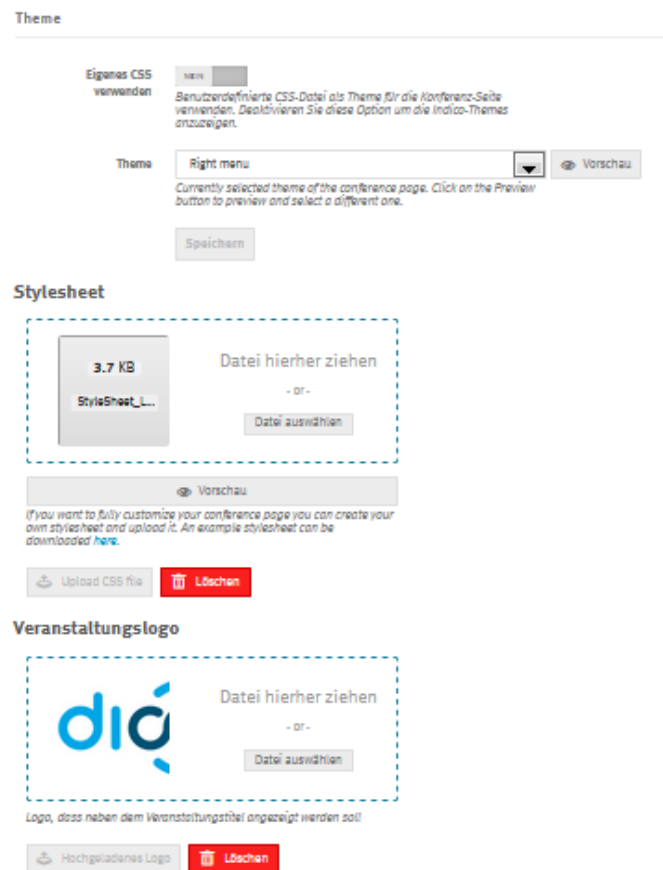 Theme
Eigenes CSS
verwenden
NEIN
Benutzerdefinierte CSS-Datei als Theme für die Konferenz-Seite
verwenden. Deaktivieren Sie diese Option um die Indico-Themes
anzuzeigen.
Theme
Right menu
Vorschau
Currently selected theme of the conference page. Click on the Preview
button to preview and select a different one.
Speichern
Stylesheet
3.7 KB
StyleSheet_L...
Datei hierher ziehen
- or -
Datei auswählen
Vorschau
If you want to fully customize your conference page you can create your
own stylesheet and upload it. An example stylesheet can be
downloaded here.
Upload CSS file
Löschen
Veranstaltungslogo
Datei hierher ziehen
- or -
Datei auswählen
Logo, dass neben dem Veranstaltungstitel angezeigt werden soll
Hochgeladenes Logo
Löschen